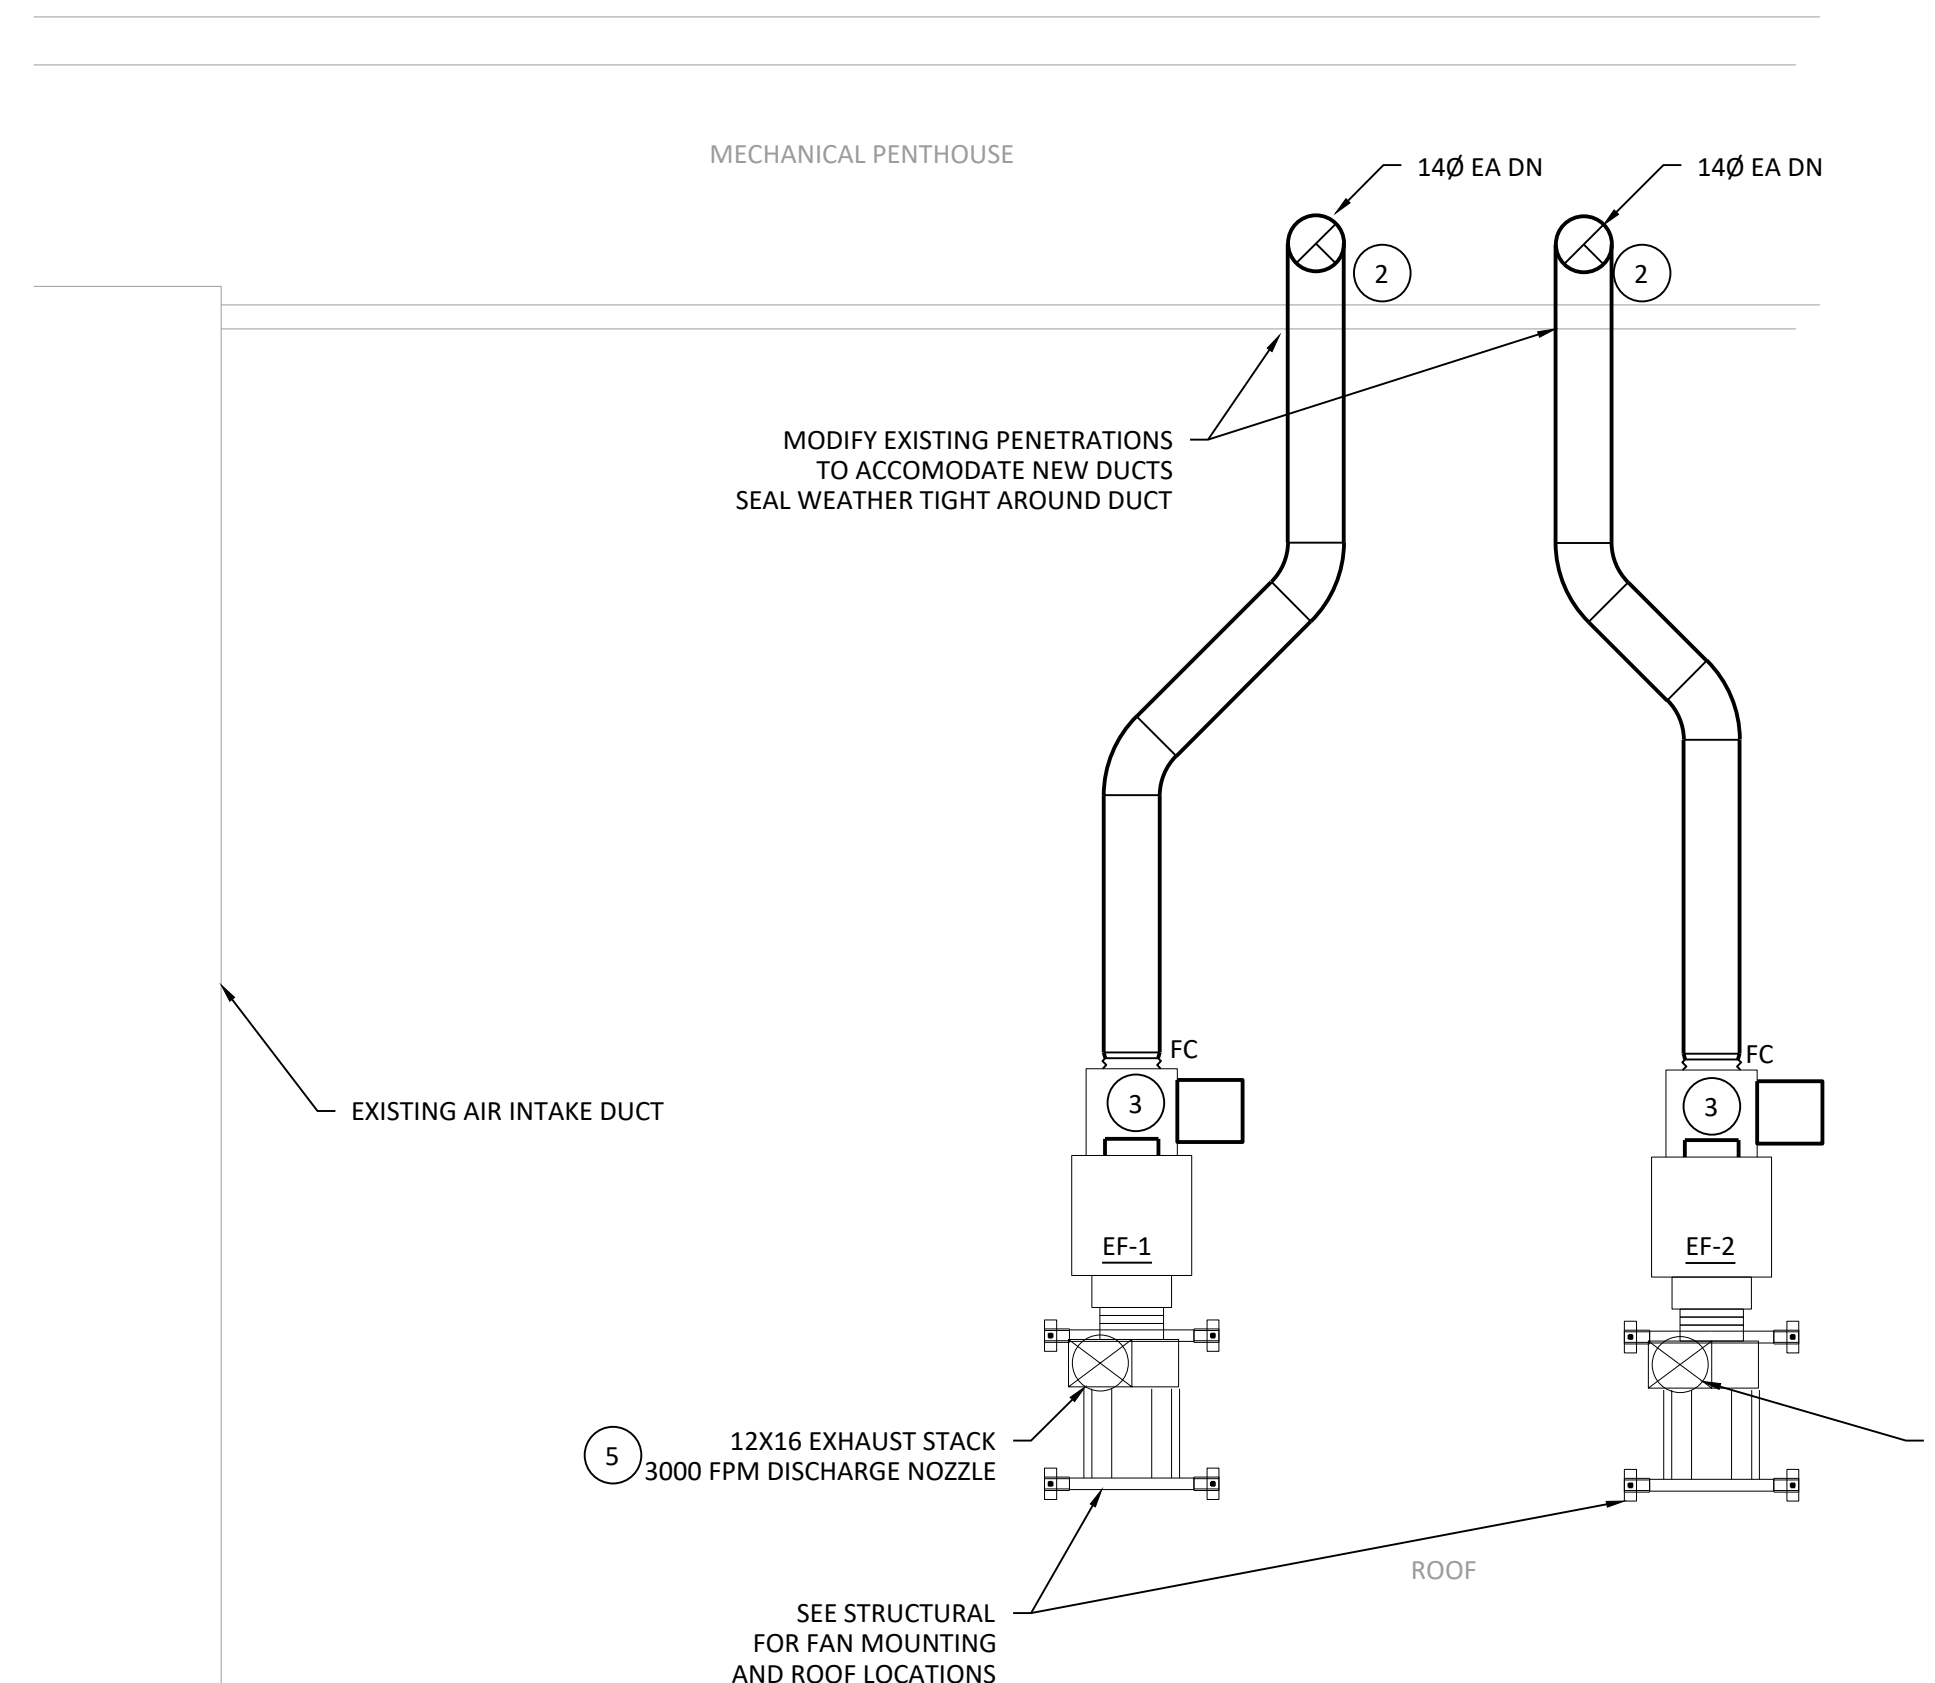 MECHANICAL PENTHOUSE
14Ø EA DN
14Ø EA DN
2
2
MODIFY EXISTING PENETRATIONS
TO ACCOMODATE NEW DUCTS
SEAL WEATHER TIGHT AROUND DUCT
FC
FC
3
3
EXISTING AIR INTAKE DUCT
EF-1
EF-2
5
12X16 EXHAUST STACK
3000 FPM DISCHARGE NOZZLE
ROOF
SEE STRUCTURAL
FOR FAN MOUNTING
AND ROOF LOCATIONS